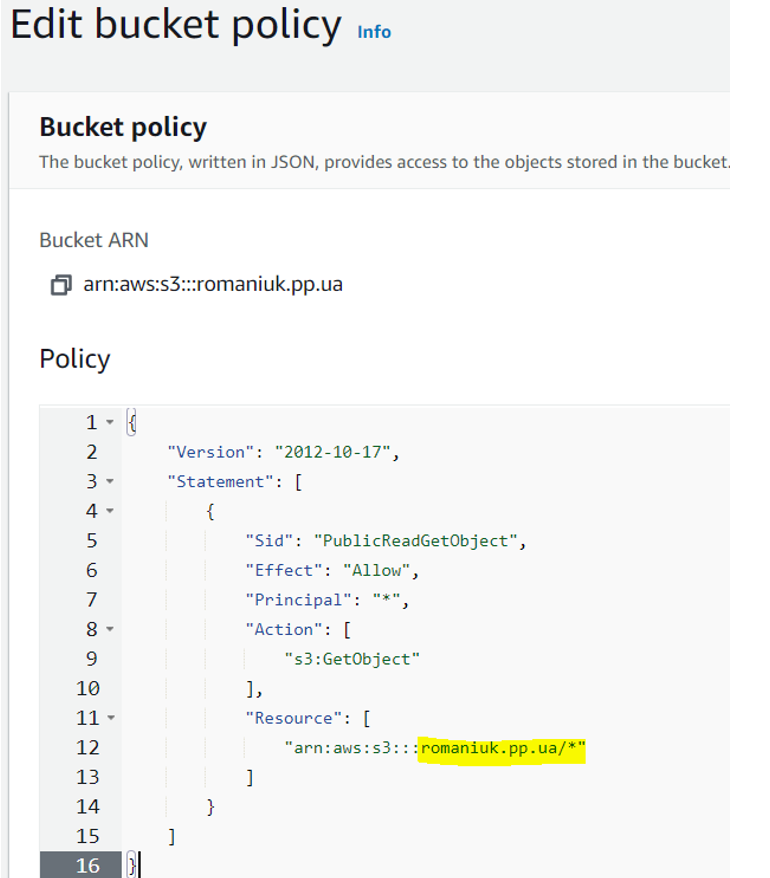 Edit bucket policy Info
Bucket policy
The bucket policy, written in JSON, provides access to the objects stored in the bucket.
Bucket ARN
arn:aws:s3:::romaniuk.pp.ua
Policy
1 {
2 "Version": "2012-10-17",
3 "Statement": [
4 {
5 "Sid": "PublicReadGetObject",
6 "Effect": "Allow",
7 "Principal": "*",
8 "Action": [
9 "s3:GetObject"
10 ],
11 "Resource": [
12 "arn:aws:s3:::romaniuk.pp.ua/*"
13 ]
14 }
15 ]
16 }